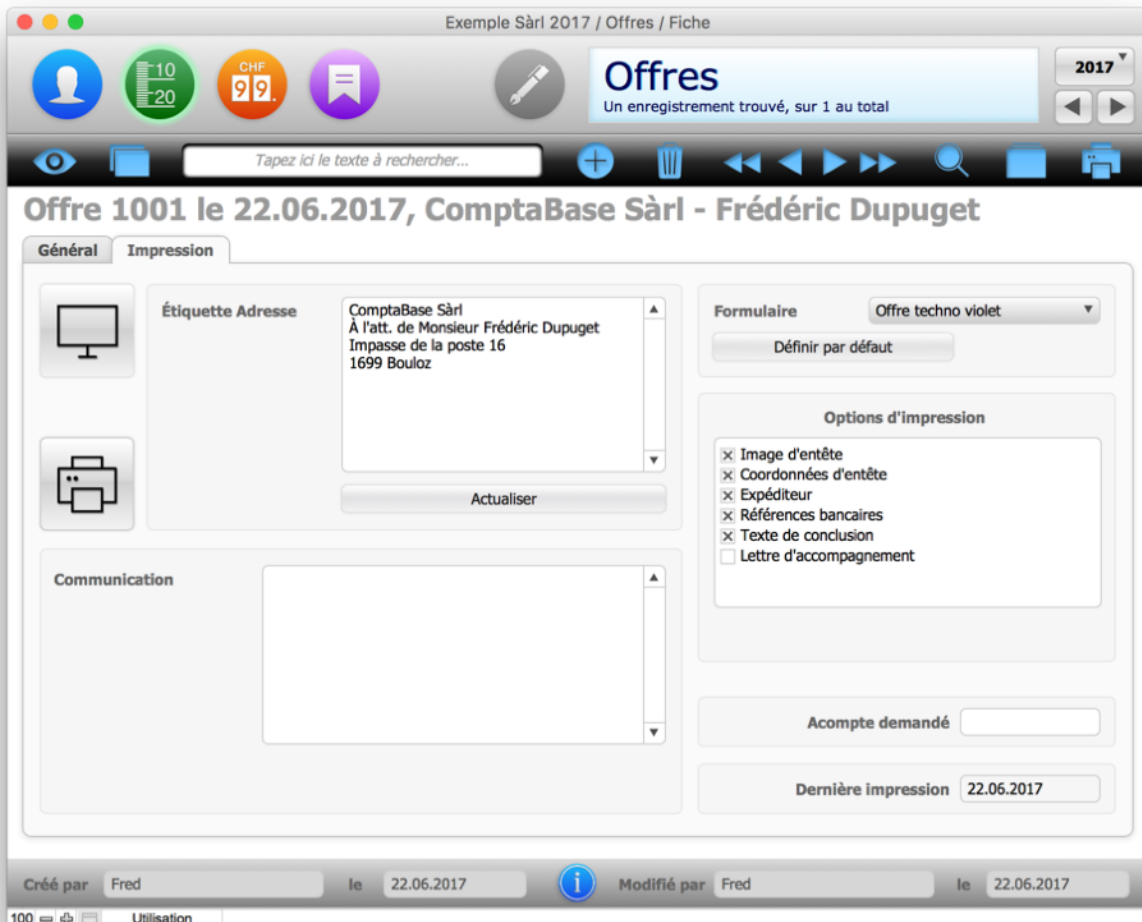 Exemple Sàrl 2017 / Offres / Fiche
10
20
CHF
99.
Offres
Un enregistrement trouvé, sur 1 au total
2017
Tapez ici le texte à rechercher...
Offre 1001 le 22.06.2017, ComptaBase Sàrl - Frédéric Dupuget
Général
Impression
Étiquette Adresse
ComptaBase Sàrl
À l'att. de Monsieur Frédéric Dupuget
Impasse de la poste 16
1699 Bouloz
Actualiser
Formulaire
Offre techno violet
Définir par défaut
Options d'impression
Image d'entête
Coordonnées d'entête
Expéditeur
Références bancaires
Texte de conclusion
Lettre d'accompagnement
Communication
Acompte demandé
Dernière impression
22.06.2017
Créé par
Fred
le
22.06.2017
i
Modifié par
Fred
le
22.06.2017
100
Utilisation